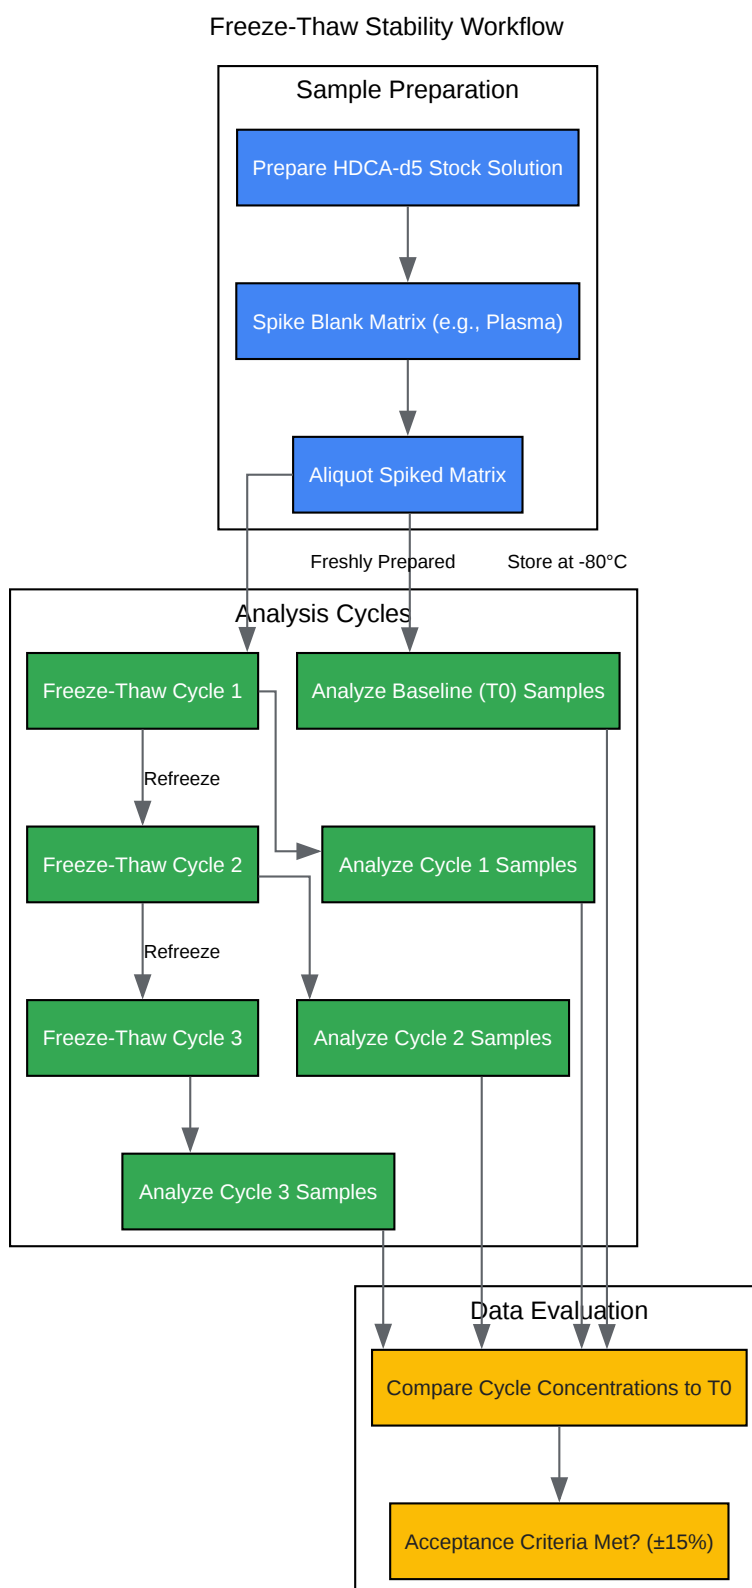 Freeze-Thaw Stability Workflow
Sample Preparation
Prepare HDCA-d5 Stock Solution
Spike Blank Matrix (e.g., Plasma)
Aliquot Spiked Matrix
Freshly Prepared
Store at -80°C
Analysis Cycles
Freeze-Thaw Cycle 1
Analyze Baseline (T0) Samples
Refreeze
Freeze-Thaw Cycle 2
Analyze Cycle 1 Samples
Refreeze
Freeze-Thaw Cycle 3
Analyze Cycle 2 Samples
Analyze Cycle 3 Samples
Data Evaluation
Compare Cycle Concentrations to T0
Acceptance Criteria Met? (±15%)